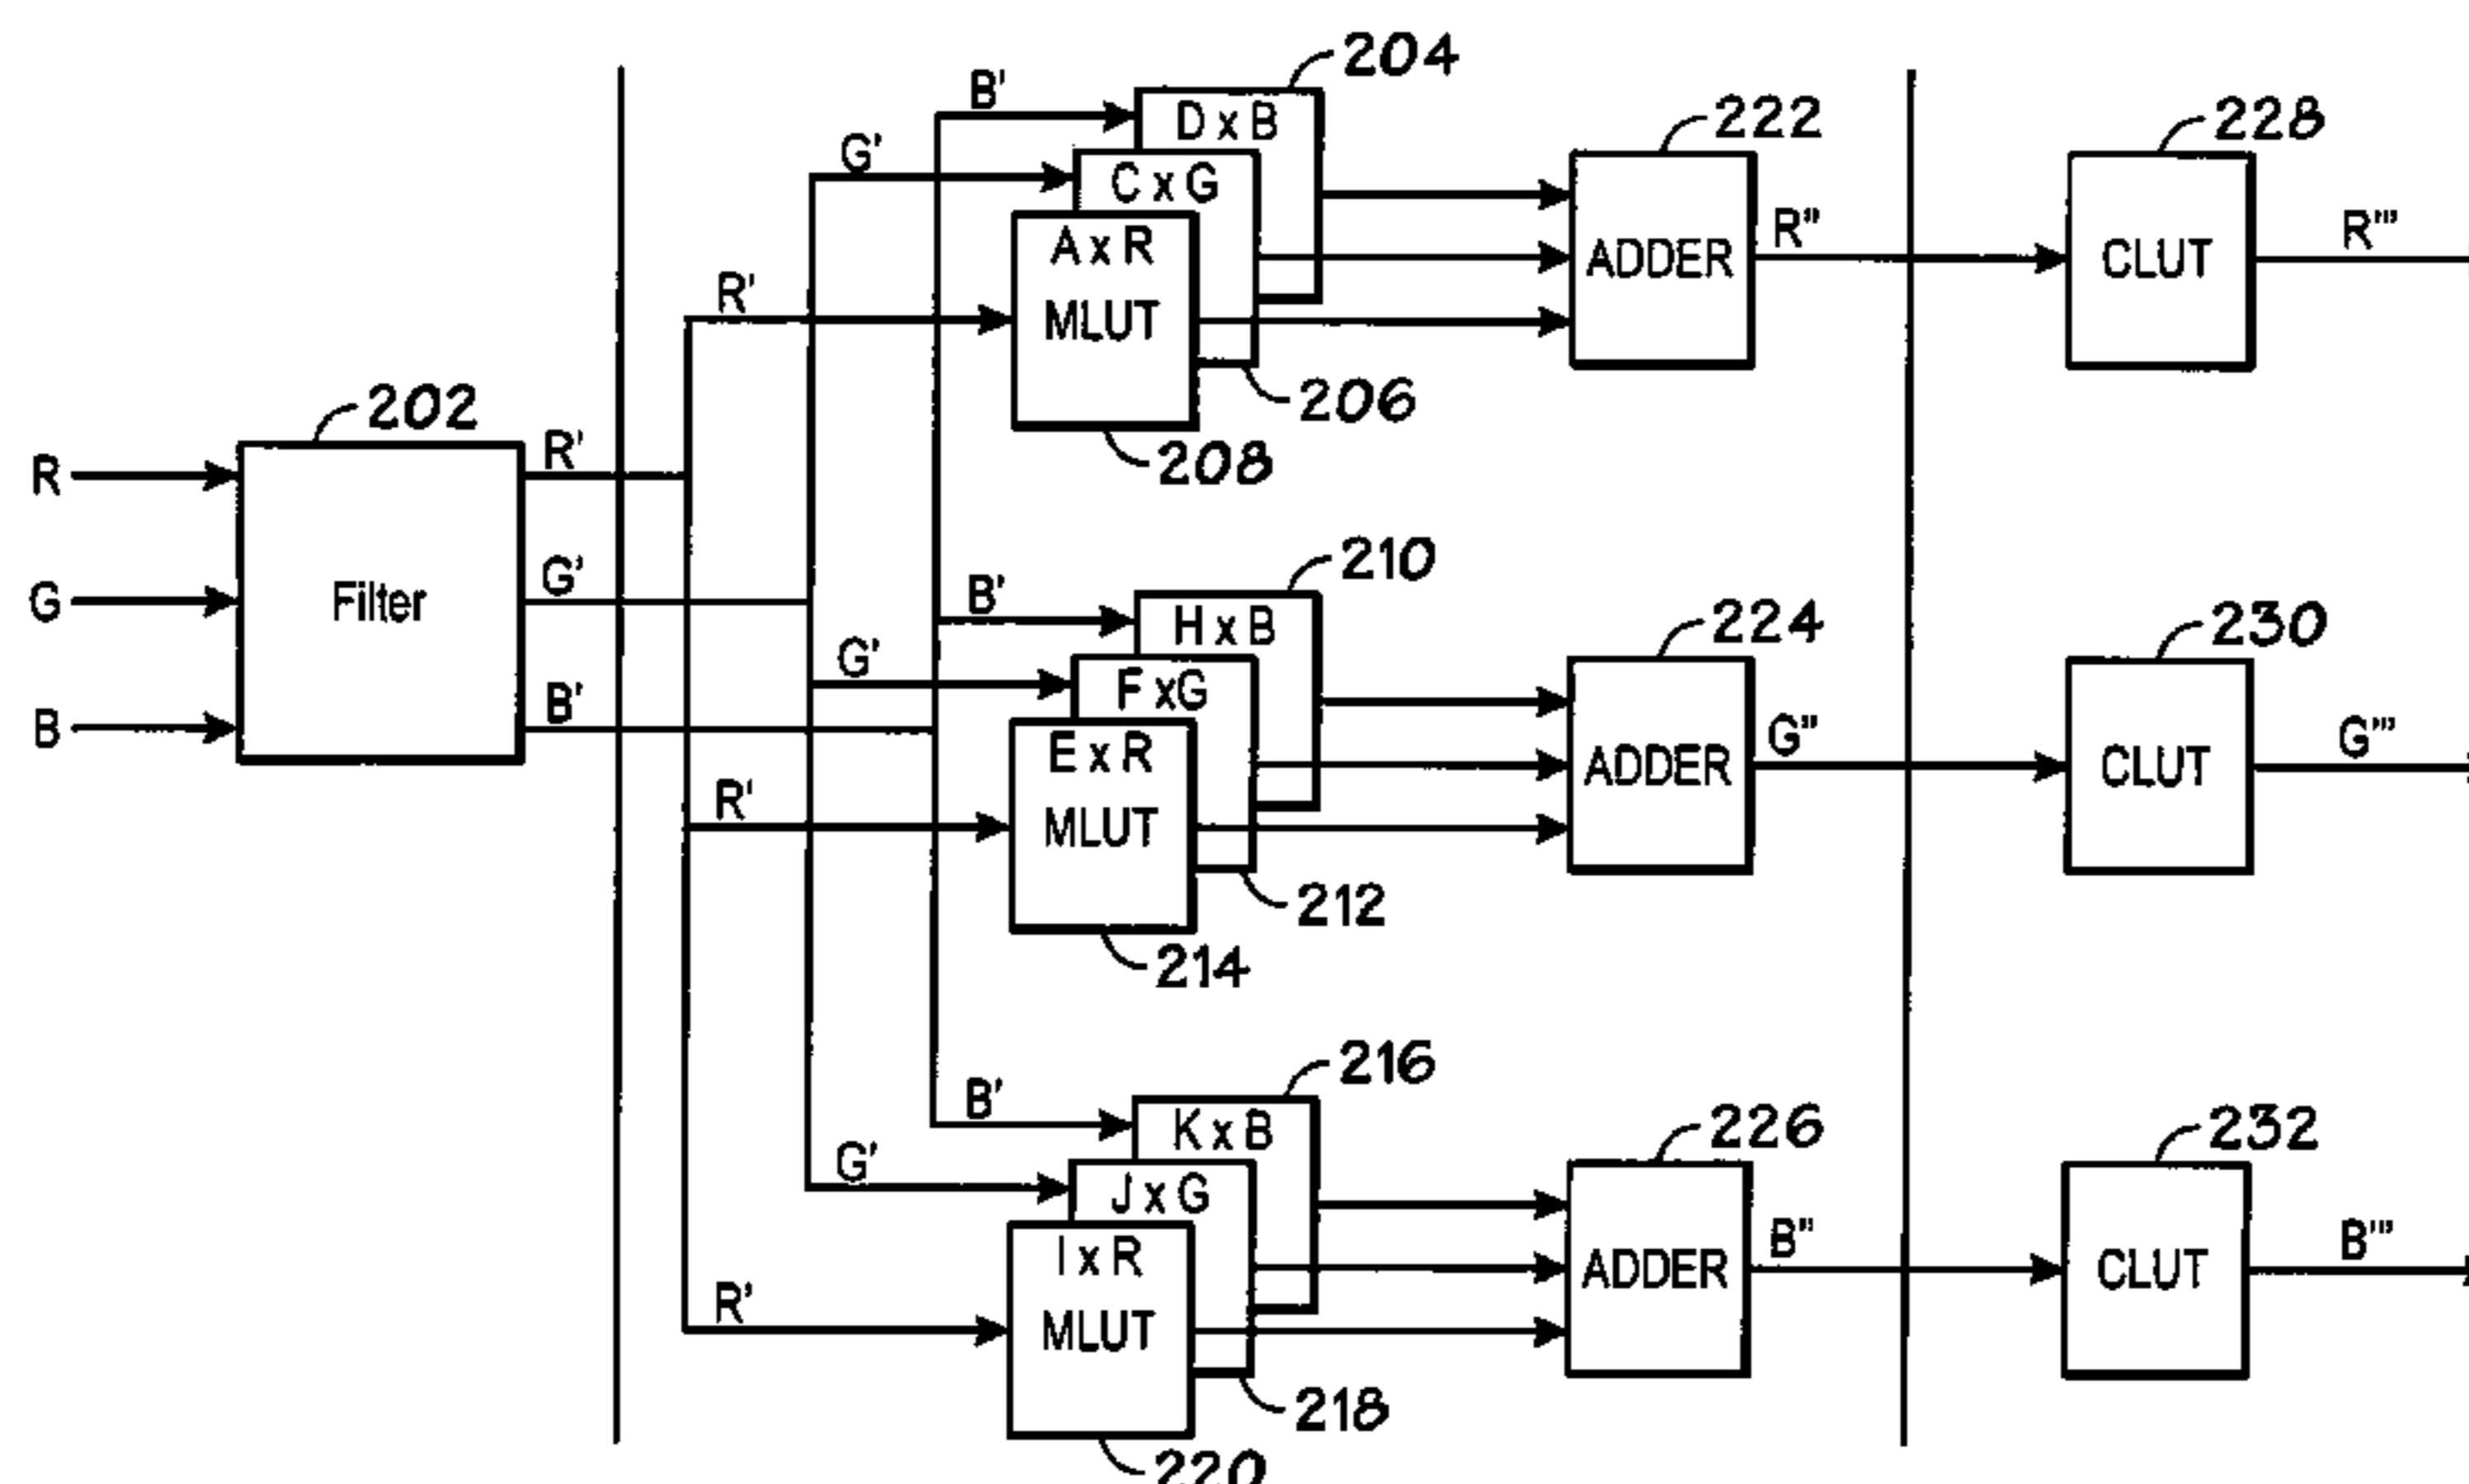 204
B'
D x B
222
228
G'
C x G
R"
R'"
A x R
ADDER
CLUT
R'
MLUT
202
206
R'
208
R
G'
210
Filter
B'
H x B
224
230
G
G'
F xG
B'
G"
G'"
B
E x R
ADDER
CLUT
R'
MLUT
212
214
216
B'
K x B
226
232
G'
J x G
B"
B'"
I x R
ADDER
CLUT
R'
MLUT
218
220